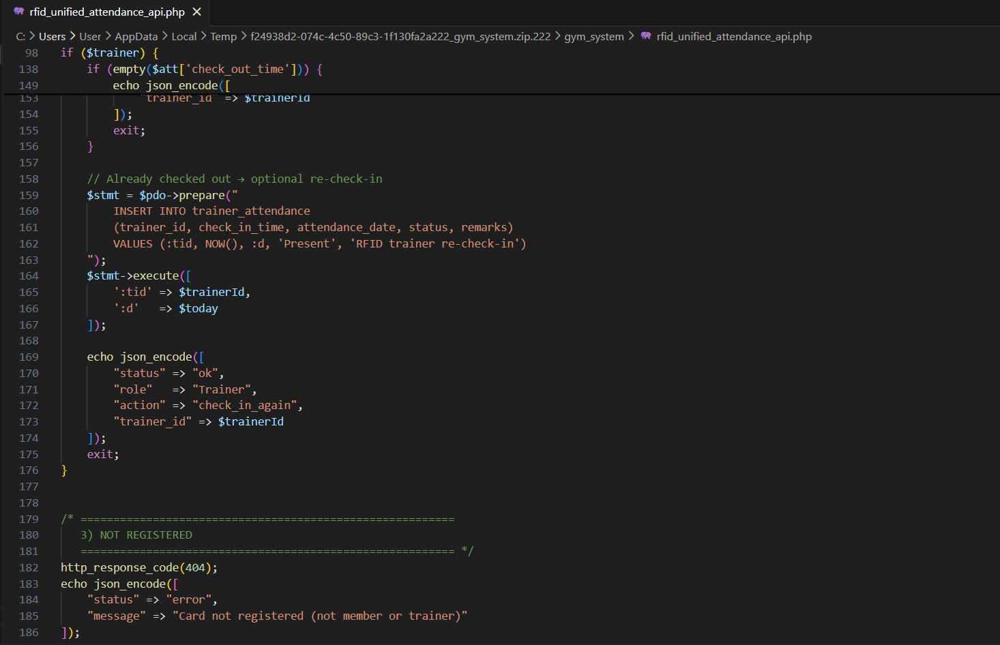 rfid_unified_attendance_api.php ×
C: > Users > User > AppData > Local > Temp > f24938d2-074c-4c50-89c3-1f130fa2a222_gym_system.zip.222 > gym_system > rfid_unified_attendance_api.php
98 if ($trainer) {
138 if (empty($att['check_out_time'])) {
149 echo json_encode([
153 "trainer_id" => $trainerId
154 ]);
155 exit;
156 }
157
158 // Already checked out → optional re-check-in
159 $stmt = $pdo->prepare("
160 INSERT INTO trainer_attendance
161 (trainer_id, check_in_time, attendance_date, status, remarks)
162 VALUES (:tid, NOW(), :d, 'Present', 'RFID trainer re-check-in')
163 ");
164 $stmt->execute([
165 ':tid' => $trainerId,
166 ':d'   => $today
167 ]);
168
169 echo json_encode([
170 "status" => "ok",
171 "role"   => "Trainer",
172 "action" => "check_in_again",
173 "trainer_id" => $trainerId
174 ]);
175 exit;
176 }
177
178
179 /* =========================================================
180 3) NOT REGISTERED
181 ========================================================= */
182 http_response_code(404);
183 echo json_encode([
184 "status" => "error",
185 "message" => "Card not registered (not member or trainer)"
186 ]);